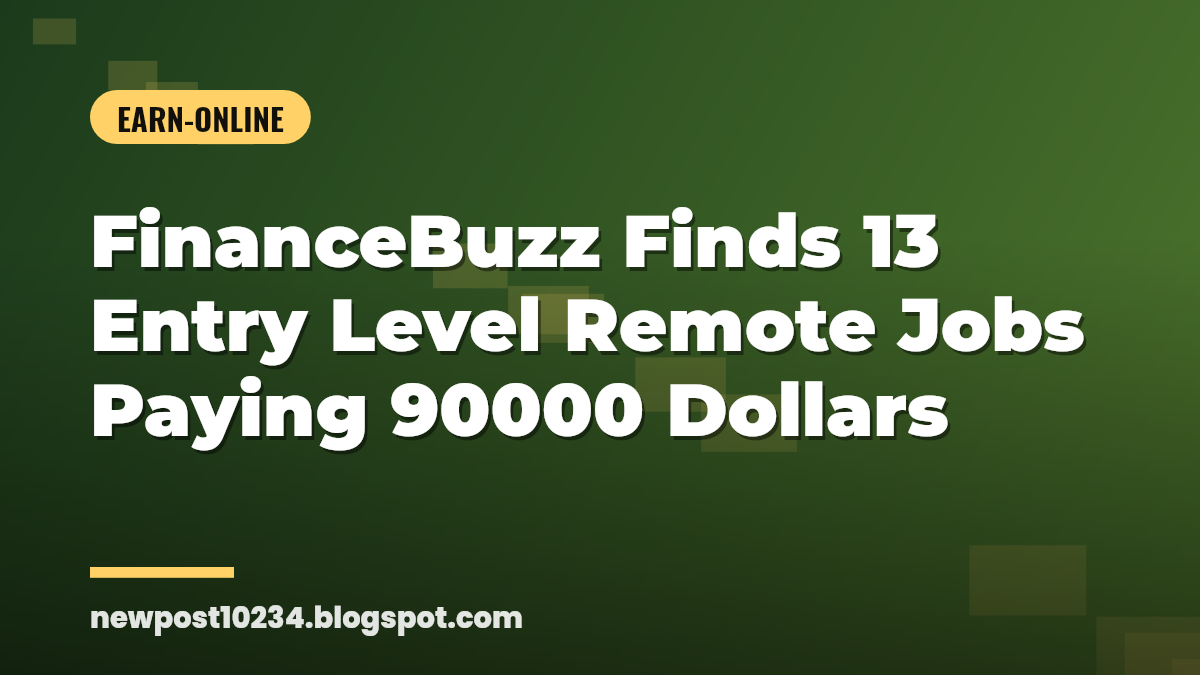 EARN-ONLINE
FinanceBuzz Finds 13
Entry Level Remote Jobs
Paying 90000 Dollars
newpost10234.blogspot.com